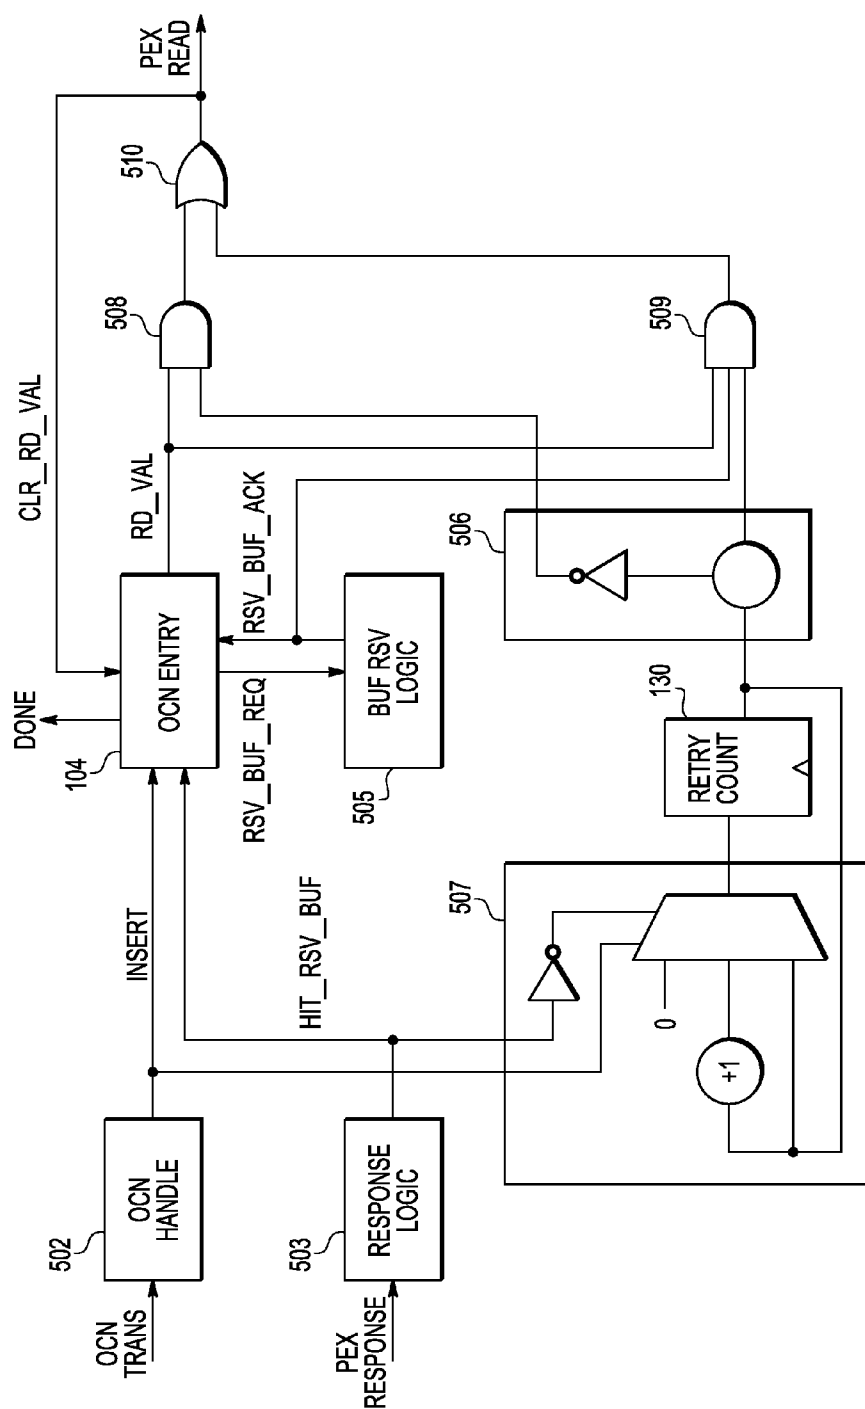 OCN
TRANS
502
OCN
HANDLE
INSERT
104
DONE
OCN ENTRY
CLR_RD_VAL
RD_VAL
508
510
PEX
READ
PEX
RESPONSE
503
RESPONSE
LOGIC
HIT_RSV_BUF
RSV_BUF_REQ
RSV_BUF_ACK
505
BUF RSV
LOGIC
507
0
+1
130
RETRY
COUNT
506
509